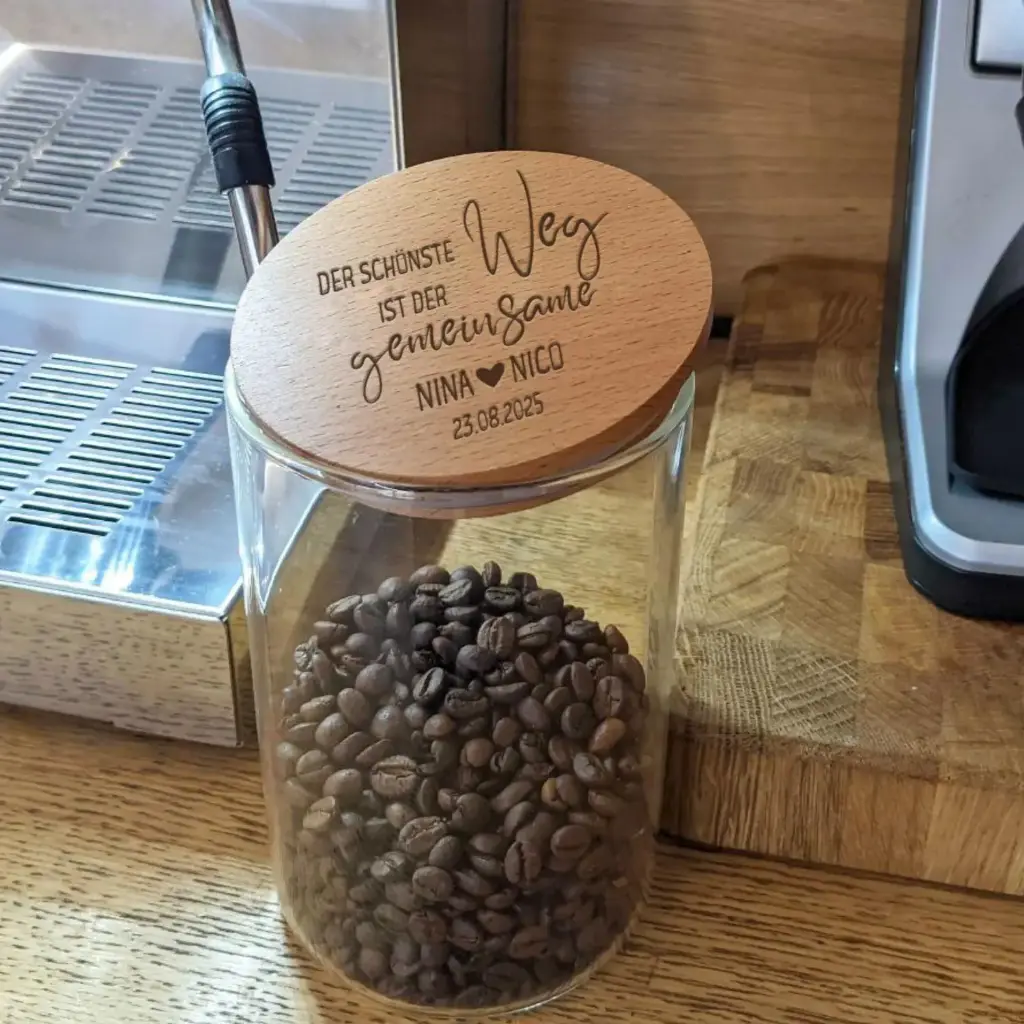 DER SCHÖNSTE Weg
IST DER
gemeinsame
NINA ♥ NICO
23.08.2025